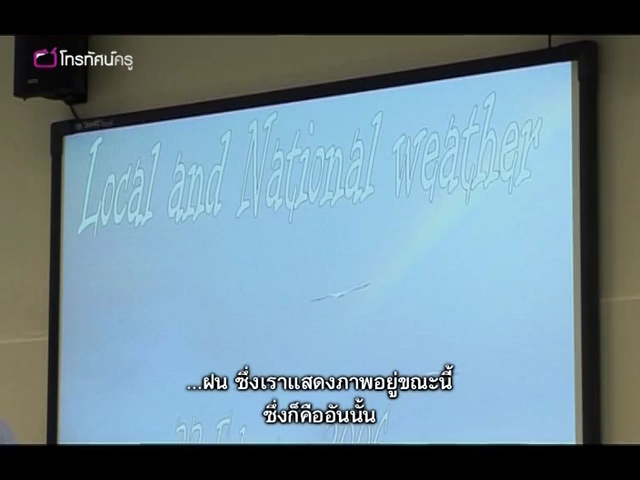 โทรทัศน์ครู
Local and National weather
...ฝน ซึ่งเราแสดงภาพอยู่ขณะนี้
ซึ่งก็คืออันนั้น